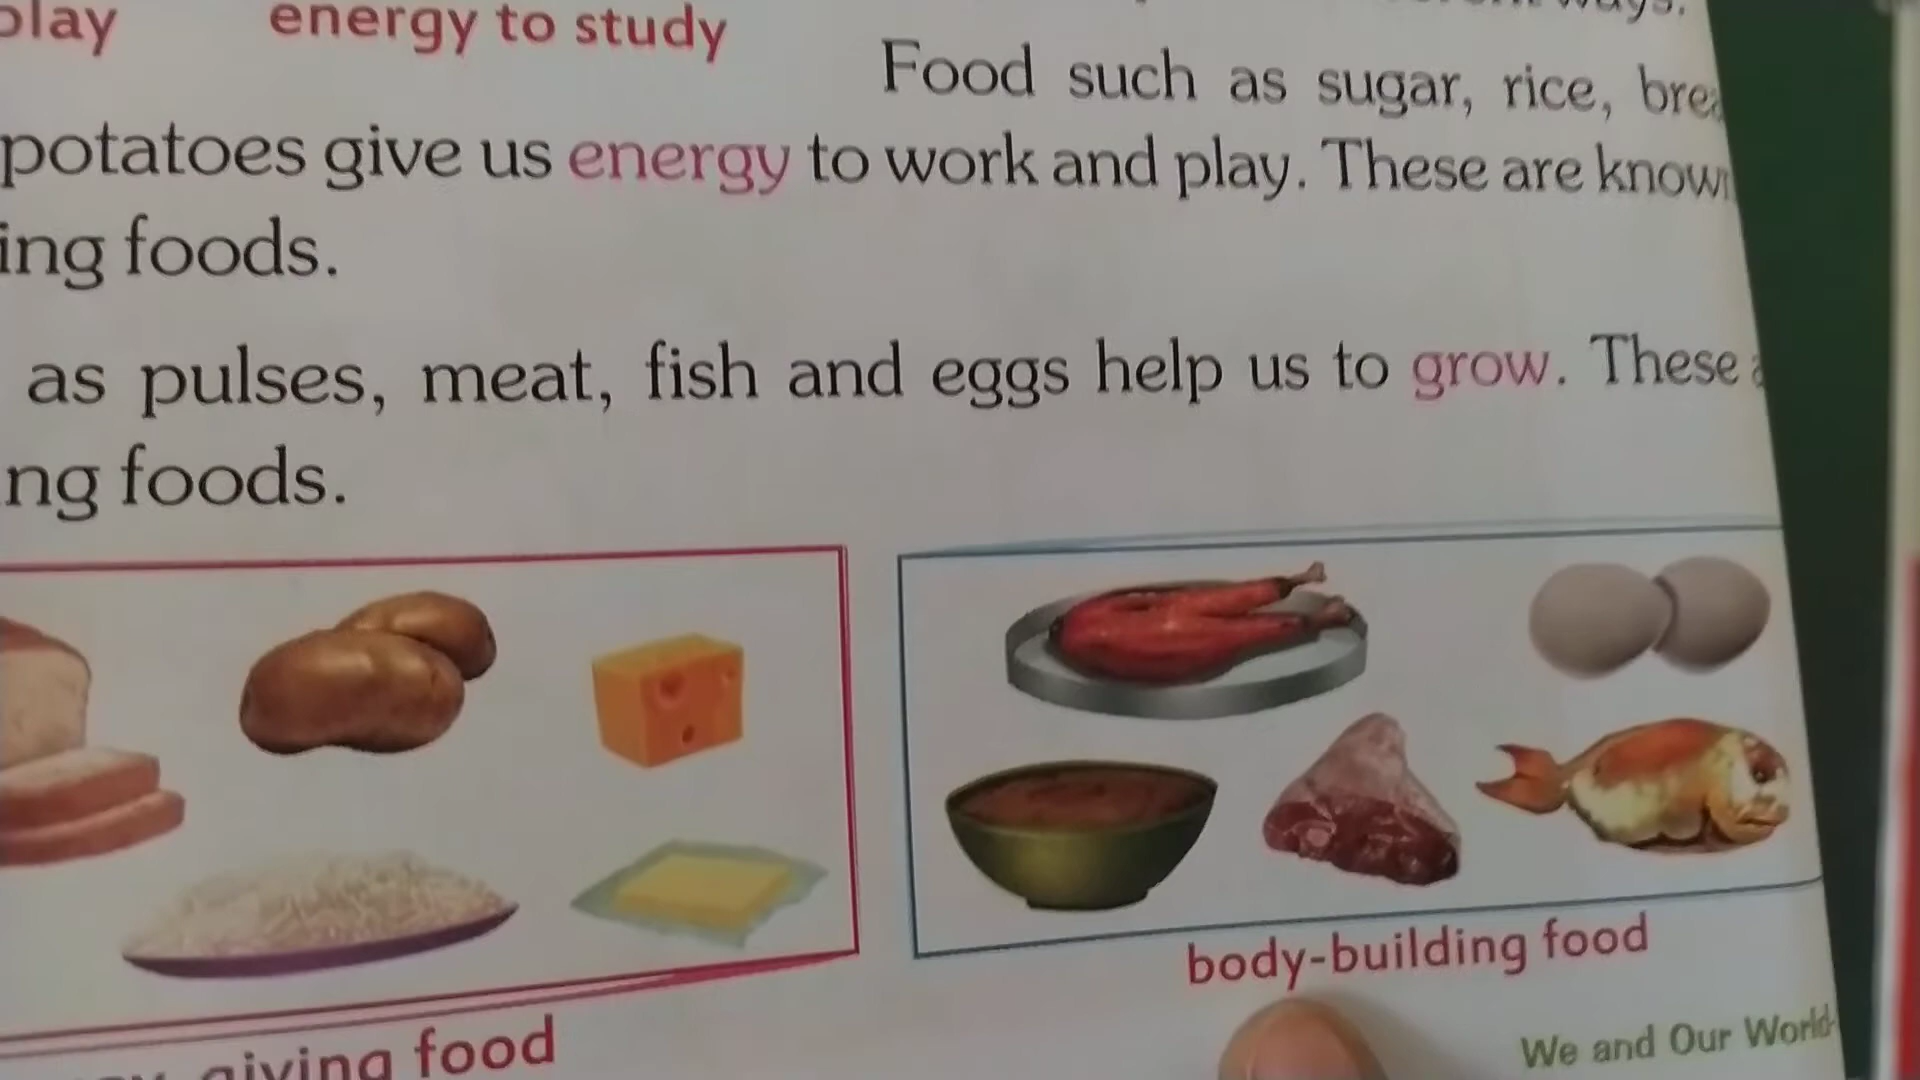 play energy to study
Food such as sugar, rice,
potatoes give us energy to work and play. These are known
ing foods.
as pulses, meat, fish and eggs help us to grow. These
ng foods.
body-building food
giving food
We and Our World